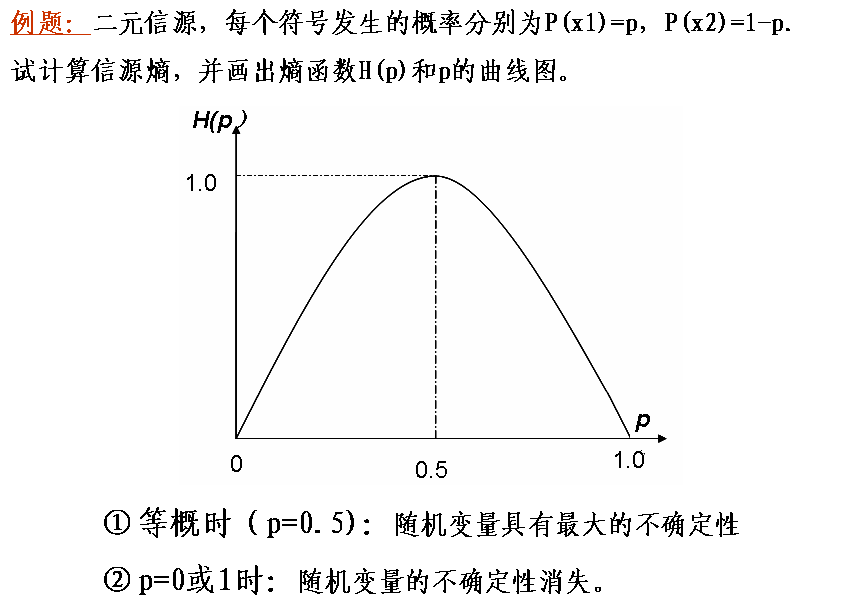 例题：二元信源，每个符号发生的概率分别为P(x1)=p，P(x2)=1-p.
试计算信源熵，并画出熵函数H(p)和p的曲线图。
H(p)
1.0
p
0
0.5
1.0
① 等概时（p=0.5）：随机变量具有最大的不确定性
② p=0或1时：随机变量的不确定性消失。